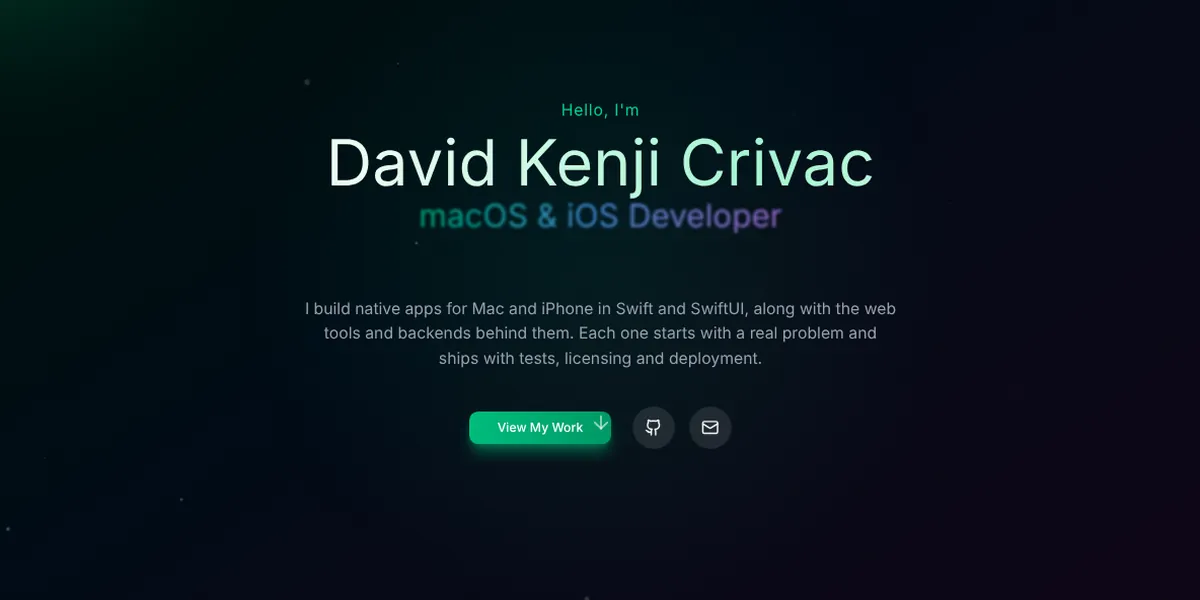 Hello, I'm
David Kenji Crivac
macOS & iOS Developer
I build native apps for Mac and iPhone in Swift and SwiftUI, along with the web
tools and backends behind them. Each one starts with a real problem and
ships with tests, licensing and deployment.
View My Work